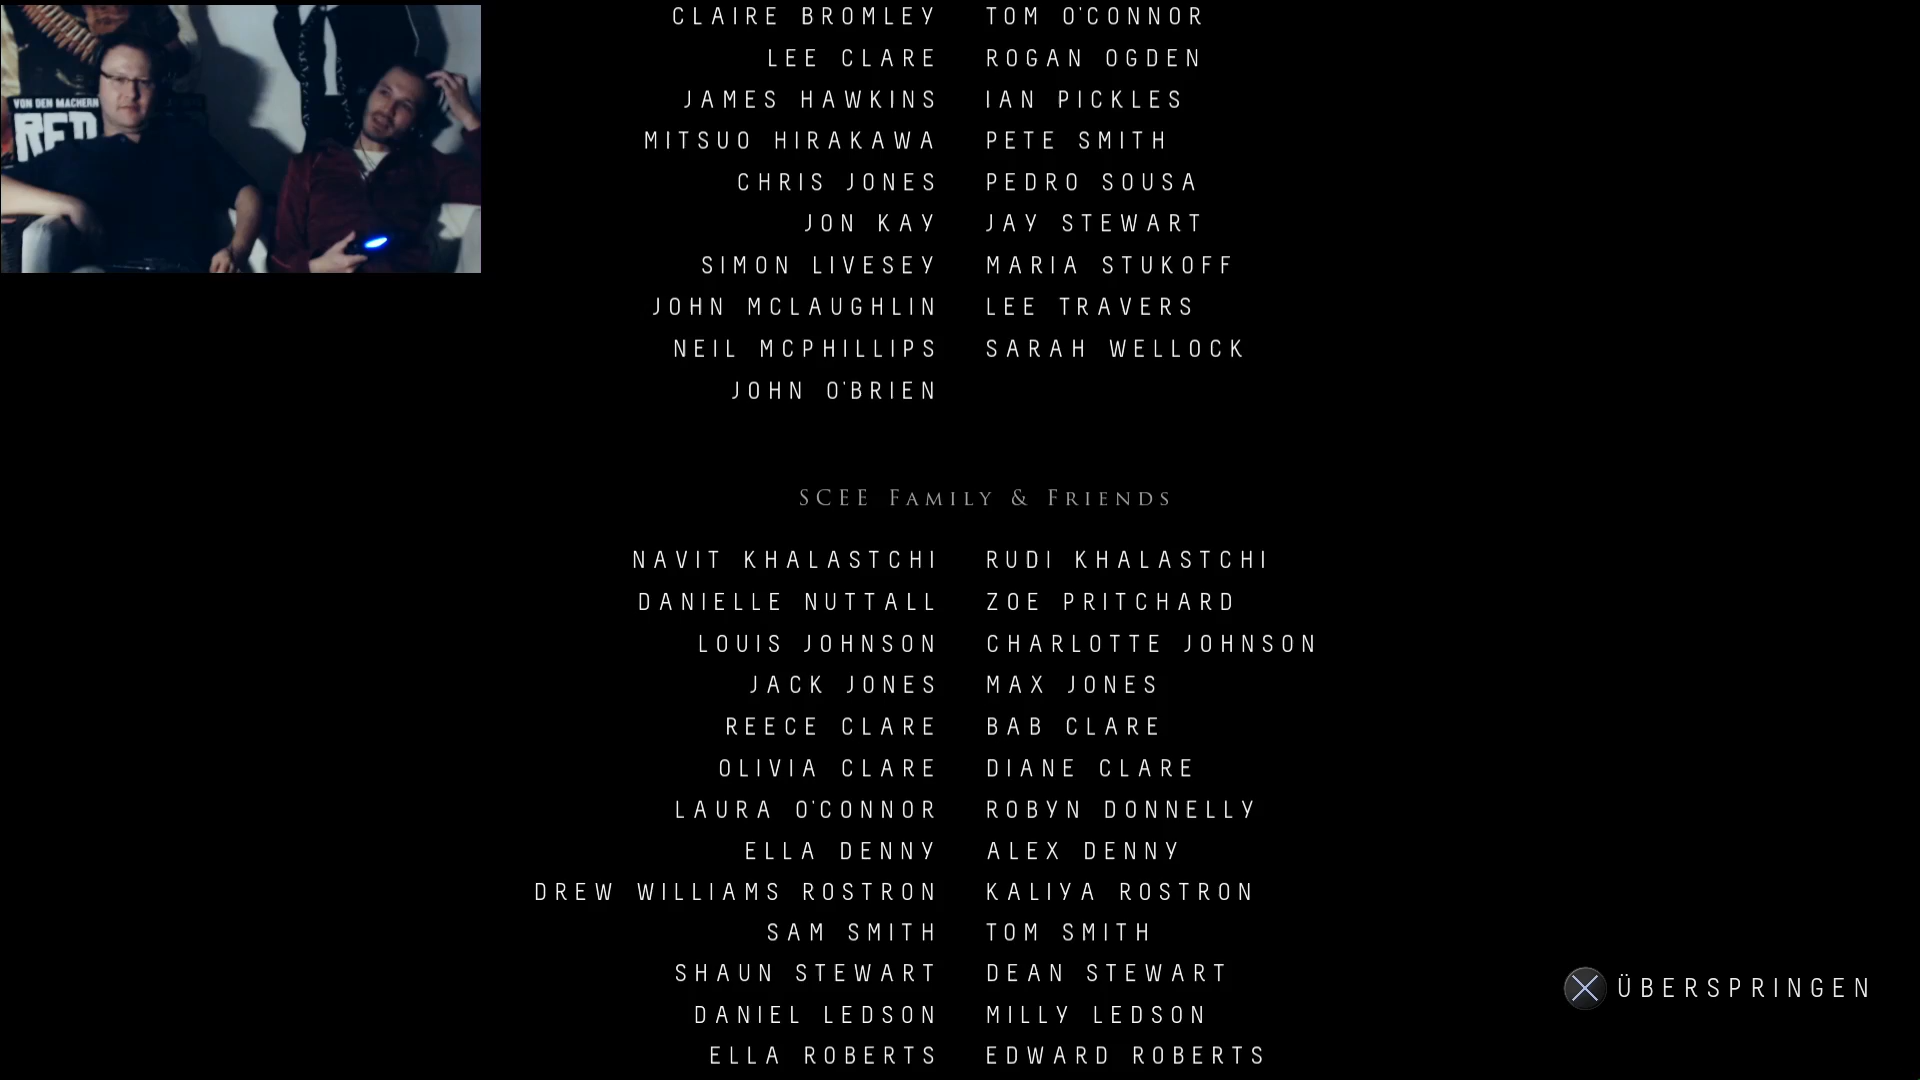 VON DEN MACHERN
RED
CLAIRE BROMLEY TOM O'CONNOR
LEE CLARE ROGAN OGDEN
JAMES HAWKINS IAN PICKLES
MITSUO HIRAKAWA PETE SMITH
CHRIS JONES PEDRO SOUSA
JON KAY JAY STEWART
SIMON LIVESEY MARIA STUKOFF
JOHN MCLAUGHLIN LEE TRAVERS
NEIL MCPHILLIPS SARAH WELLOCK
JOHN O'BRIEN
SCEE FAMILY & FRIENDS
NAVIT KHALASTCHI RUDI KHALASTCHI
DANIELLE NUTTALL ZOE PRITCHARD
LOUIS JOHNSON CHARLOTTE JOHNSON
JACK JONES MAX JONES
REECE CLARE BAB CLARE
OLIVIA CLARE DIANE CLARE
LAURA O'CONNOR ROBYN DONNELLY
ELLA DENNY ALEX DENNY
DREW WILLIAMS ROSTRON KALIYA ROSTRON
SAM SMITH TOM SMITH
SHAUN STEWART DEAN STEWART
DANIEL LEDSON MILLY LEDSON
ELLA ROBERTS EDWARD ROBERTS
ÜBERSPRINGEN